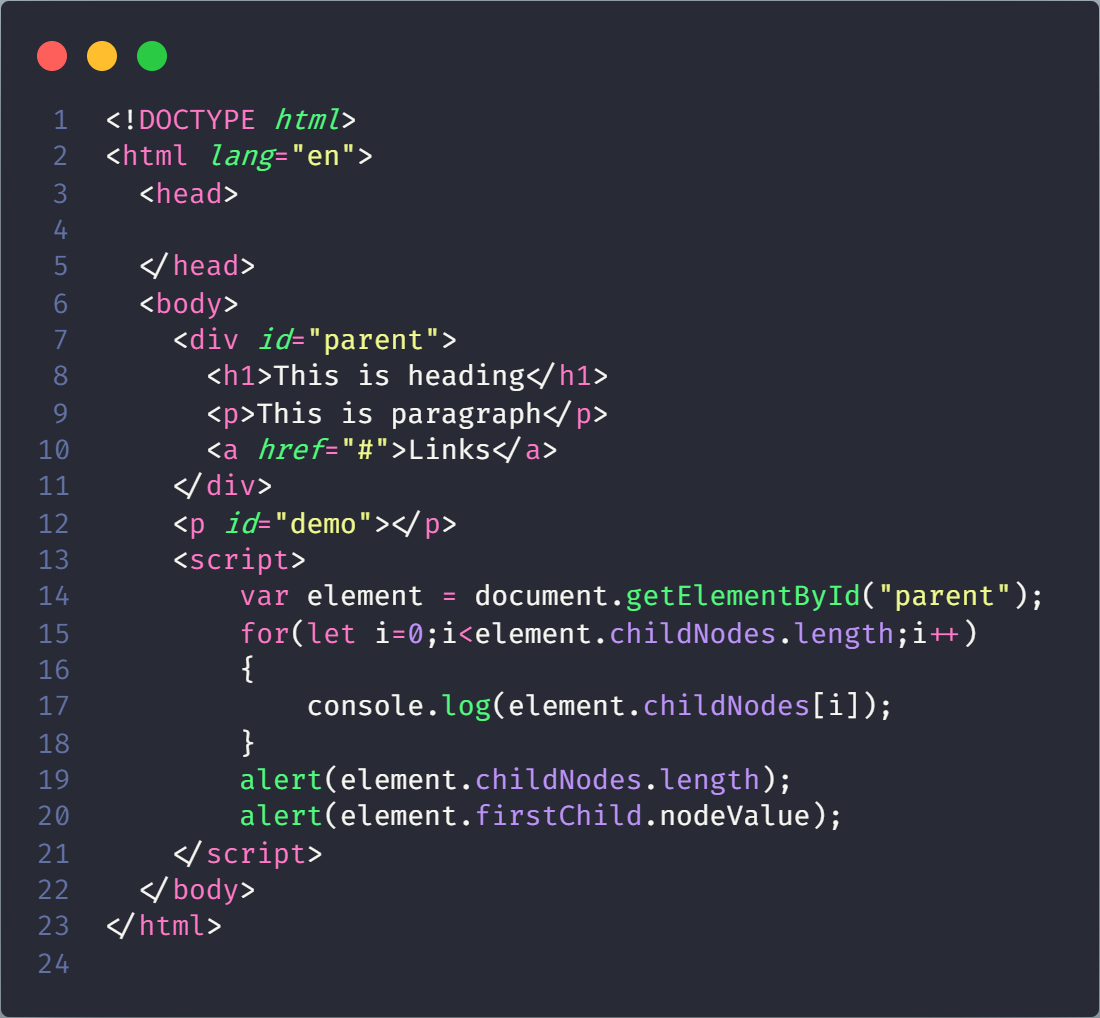 1 <!DOCTYPE html>
2 <html lang="en">
3   <head>
4
5   </head>
6   <body>
7     <div id="parent">
8       <h1>This is heading</h1>
9       <p>This is paragraph</p>
10       <a href="#">Links</a>
11     </div>
12     <p id="demo"></p>
13     <script>
14         var element = document.getElementById("parent");
15         for(let i=0;i<element.childNodes.length;i++)
16         {
17             console.log(element.childNodes[i]);
18         }
19         alert(element.childNodes.length);
20         alert(element.firstChild.nodeValue);
21     </script>
22   </body>
23 </html>
24